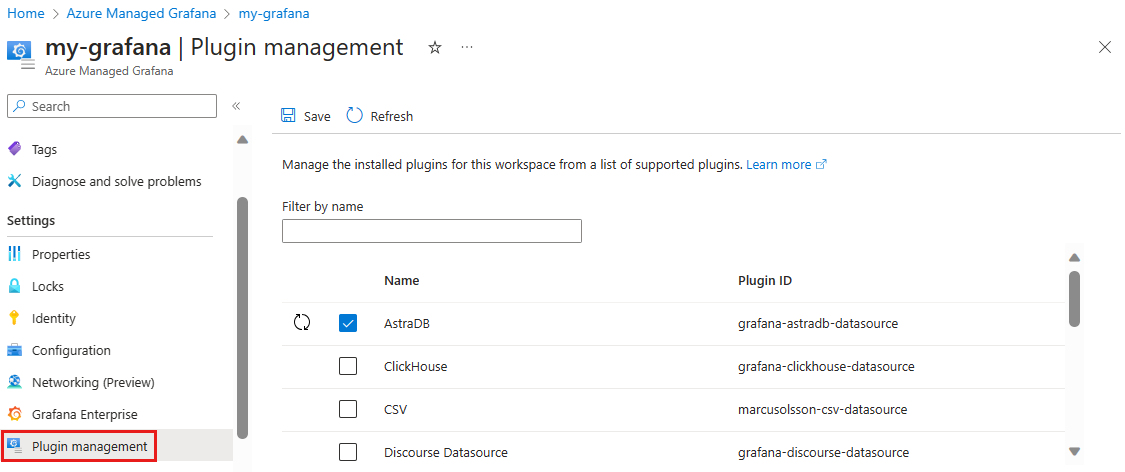 Home > Azure Managed Grafana > my-grafana
my-grafana | Plugin management
Azure Managed Grafana
Search
Tags
Diagnose and solve problems
Settings
Properties
Locks
Identity
Configuration
Networking (Preview)
Grafana Enterprise
Plugin management
Save Refresh
Manage the installed plugins for this workspace from a list of supported plugins. Learn more
Filter by name
Name Plugin ID
AstraDB grafana-astradb-datasource
ClickHouse grafana-clickhouse-datasource
CSV marcusolsson-csv-datasource
Discourse Datasource grafana-discourse-datasource